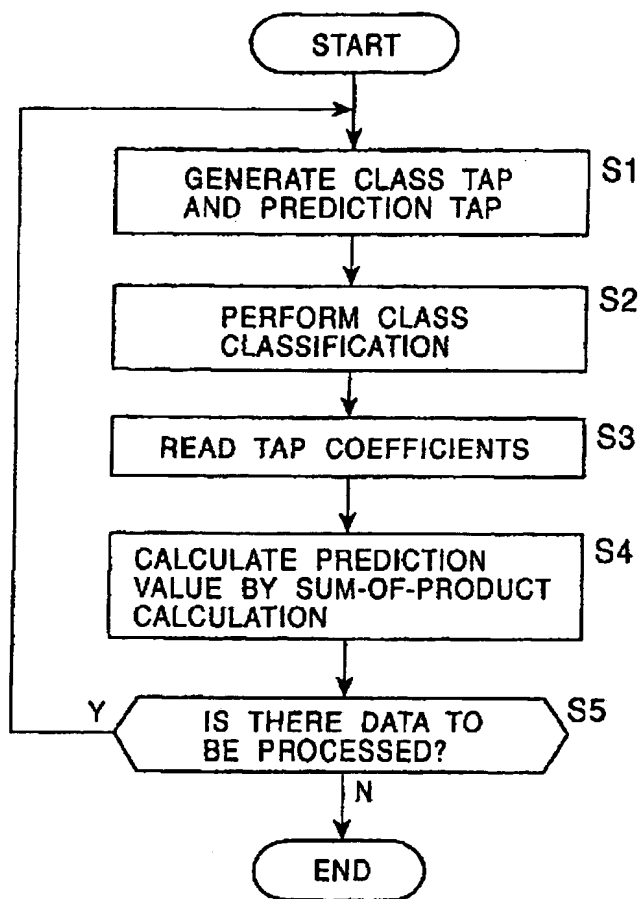 START
GENERATE CLASS TAP
AND PREDICTION TAP
S1
PERFORM CLASS
CLASSIFICATION
S2
READ TAP COEFFICIENTS
S3
CALCULATE PREDICTION
VALUE BY SUM-OF-PRODUCT
CALCULATION
S4
Y
IS THERE DATA TO
BE PROCESSED?
S5
N
END